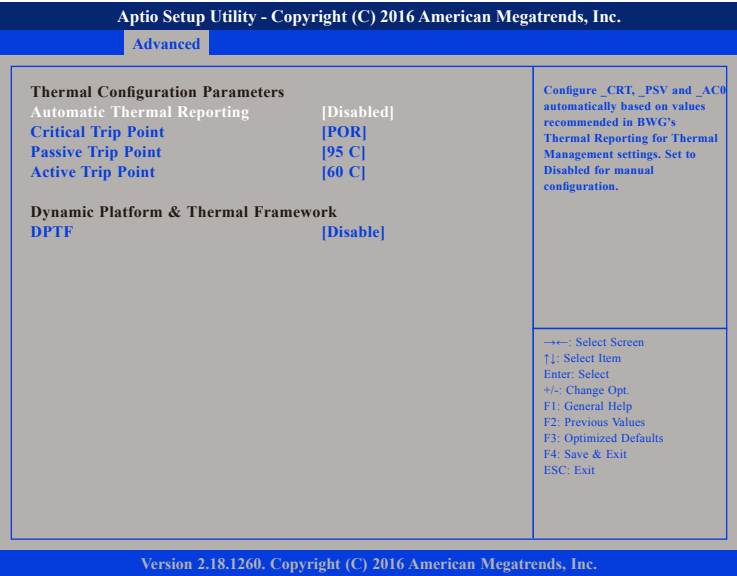 Aptio Setup Utility - Copyright (C) 2016 American Megatrends, Inc.
Advanced
Thermal Configuration Parameters
Automatic Thermal Reporting [Disabled]
Critical Trip Point [POR]
Passive Trip Point [95 C]
Active Trip Point [60 C]
Dynamic Platform & Thermal Framework
DPTF [Disable]
Configure _CRT, _PSV and _AC0
automatically based on values
recommended in BWG's
Thermal Reporting for Thermal
Management settings. Set to
Disabled for manual
configuration.
→←: Select Screen
↑↓: Select Item
Enter: Select
+/-: Change Opt.
F1: General Help
F2: Previous Values
F3: Optimized Defaults
F4: Save & Exit
ESC: Exit
Version 2.18.1260. Copyright (C) 2016 American Megatrends, Inc.